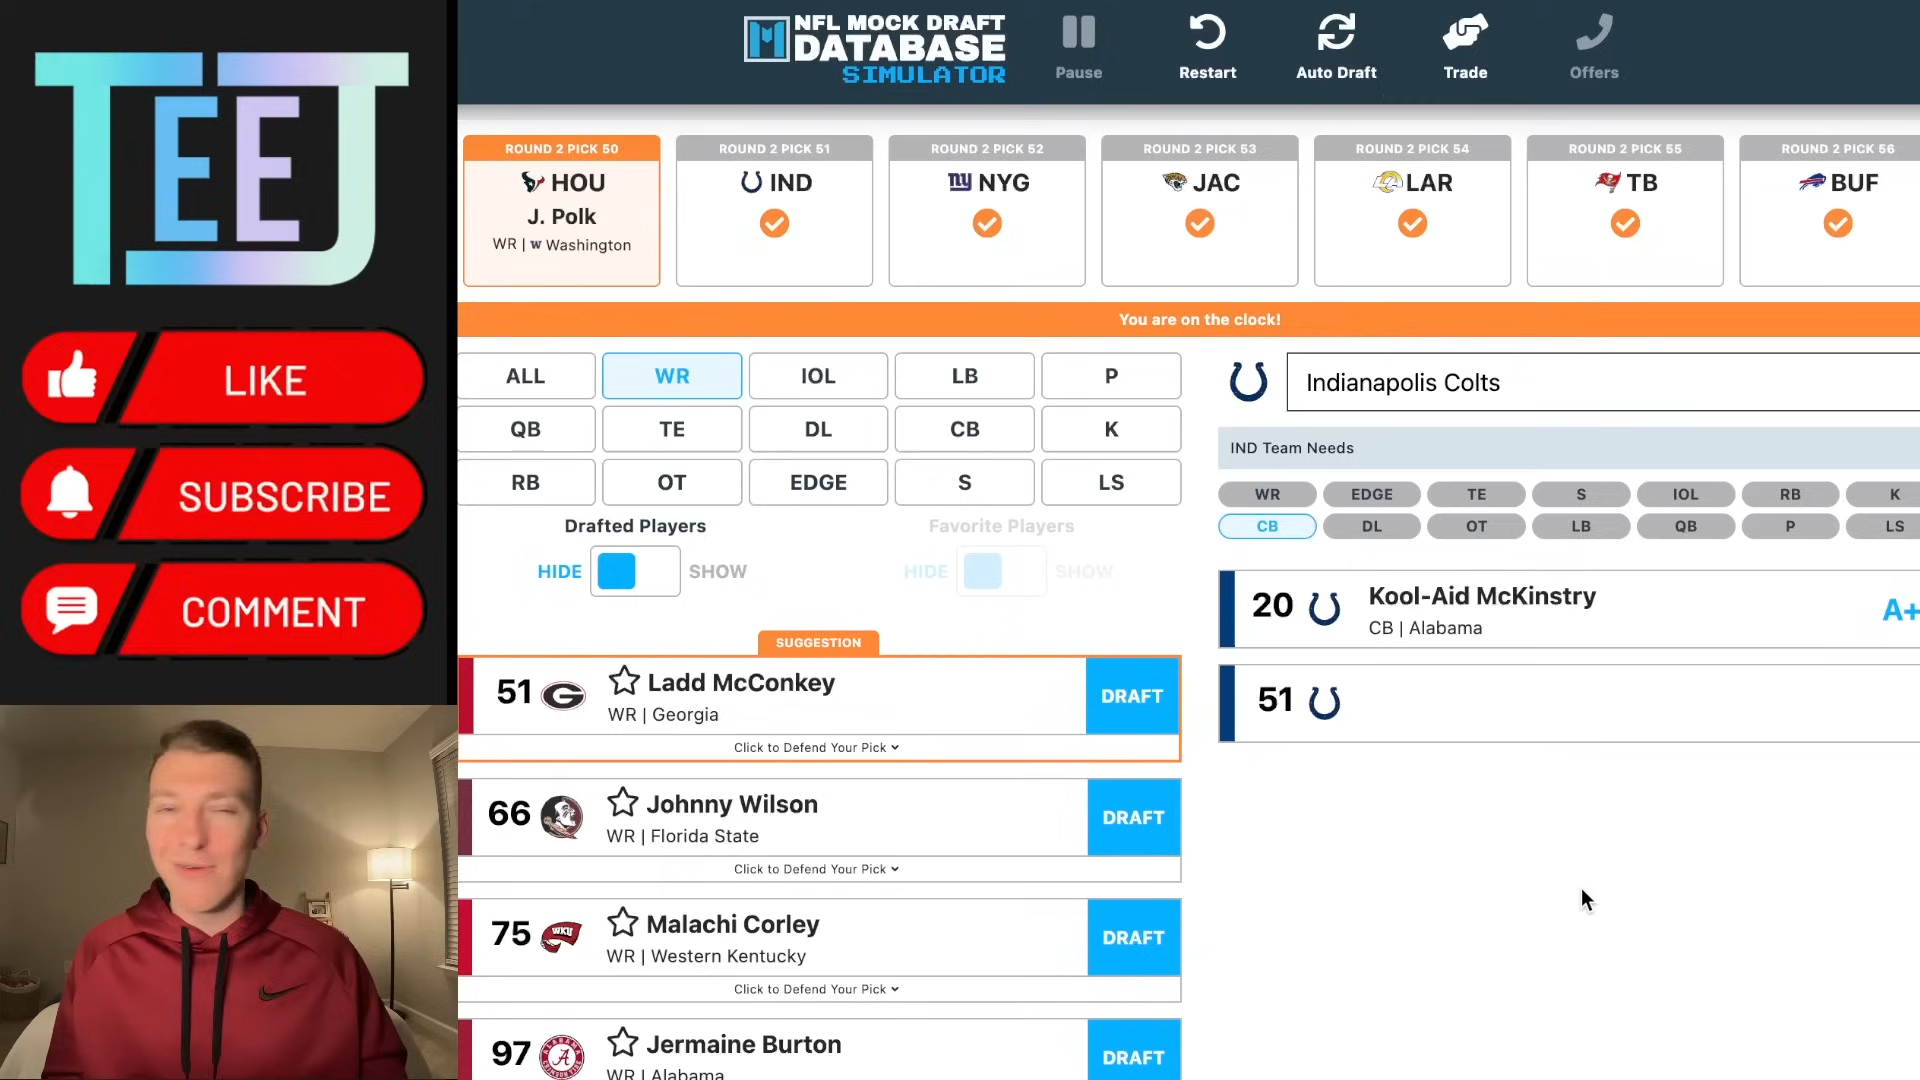 TEEJ
LIKE
SUBSCRIBE
COMMENT
NFL MOCK DRAFT
DATABASE
SIMULATOR
Pause
Restart
Auto Draft
Trade
Offers
ROUND 2 PICK 50
HOU
J. Polk
WR | W Washington
ROUND 2 PICK 51
IND
ROUND 2 PICK 52
ny NYG
ROUND 2 PICK 53
JAC
ROUND 2 PICK 54
LAR
ROUND 2 PICK 55
TB
ROUND 2 PICK 56
BUF
You are on the clock!
ALL
WR
IOL
LB
P
QB
TE
DL
CB
K
RB
OT
EDGE
S
LS
Drafted Players
HIDE
SHOW
Favorite Players
HIDE
SHOW
SUGGESTION
51 G Ladd McConkey
WR | Georgia
DRAFT
Click to Defend Your Pick
66 Johnny Wilson
WR | Florida State
DRAFT
Click to Defend Your Pick
75 WKU Malachi Corley
WR | Western Kentucky
DRAFT
Click to Defend Your Pick
97 A Jermaine Burton
WR | Alabama
DRAFT
Indianapolis Colts
IND Team Needs
WR EDGE TE S IOL RB K
CB DL OT LB QB P LS
20 Kool-Aid McKinstry
CB | Alabama
A+
51